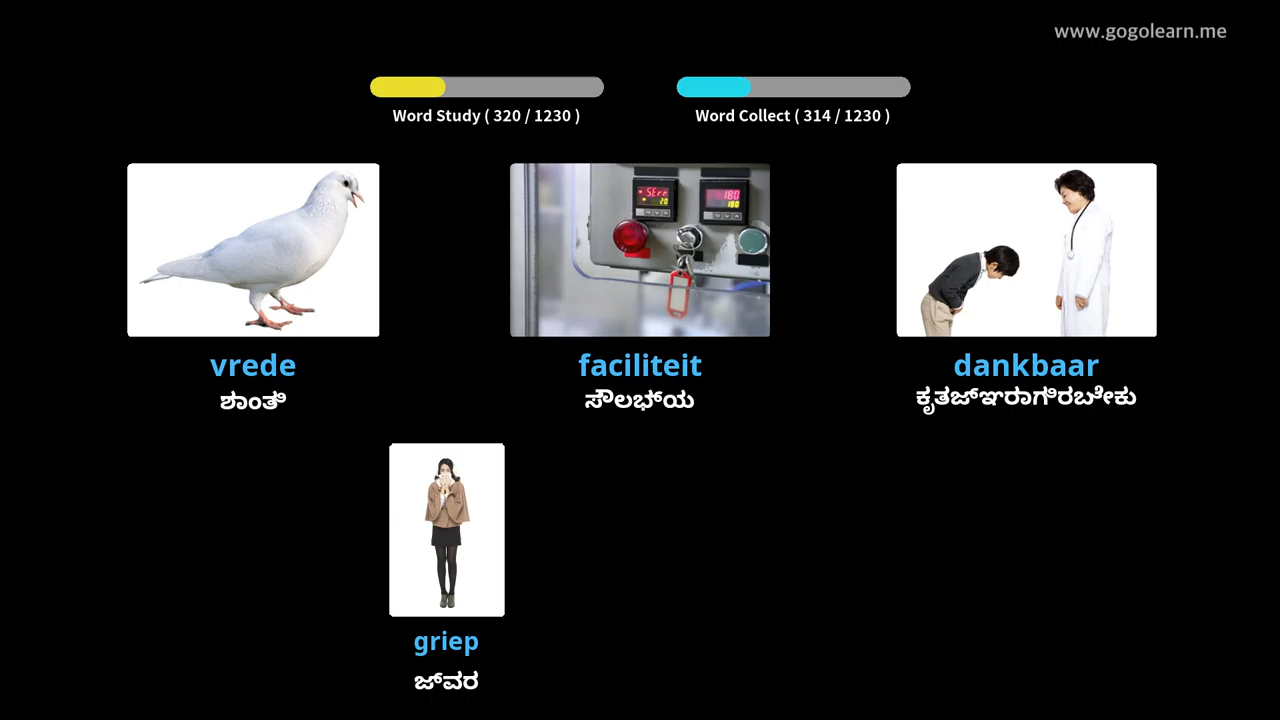 www.gogolearn.me
Word Study ( 320 / 1230 )
Word Collect ( 314 / 1230 )
vrede
ಶಾಂತಿ
faciliteit
ಸೌಲಭ್ಯ
dankbaar
ಕೃತಜ್ಞರಾಗಿರಬೇಕು
griep
ಜ್ವರ